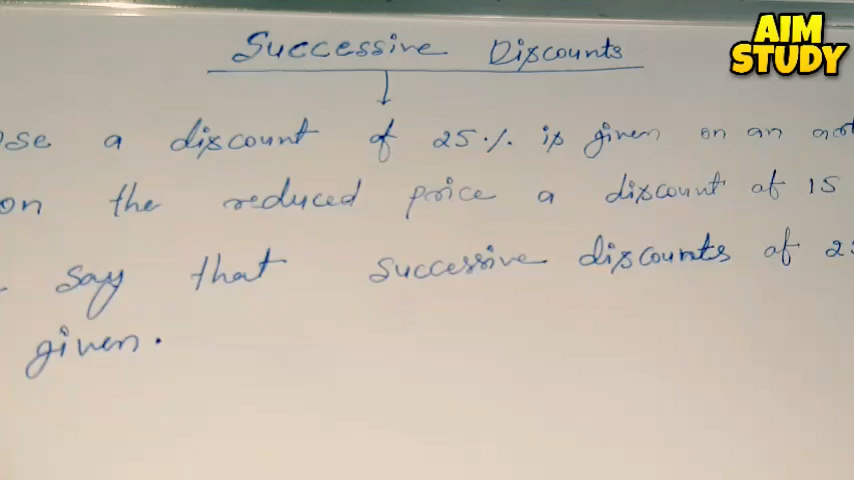 AIM
STUDY
Successive Discounts
a discount of 25% is given on an
on the reduced price a discount of 15
say that successive discounts of
given.